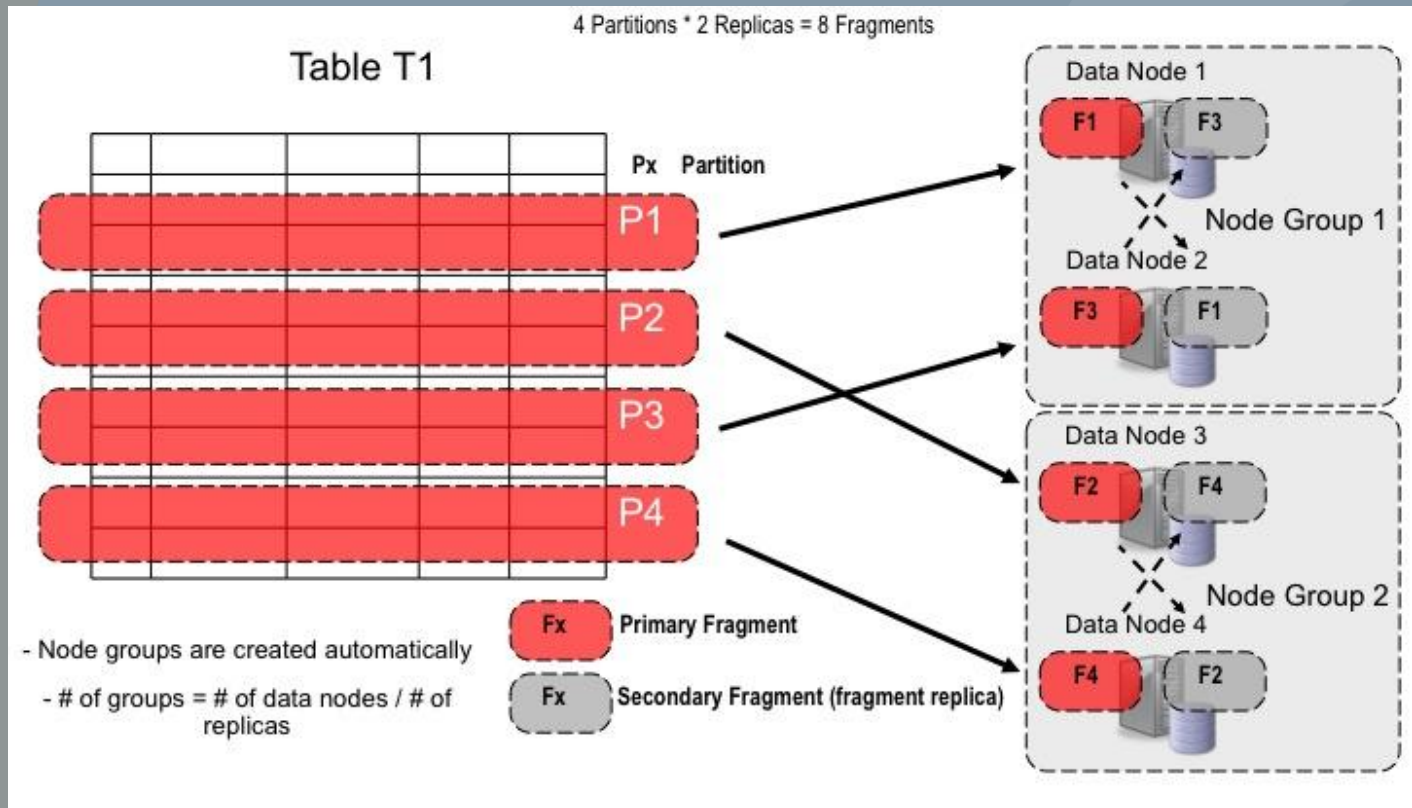 4 Partitions * 2 Replicas = 8 Fragments
Table T1
Px Partition
P1
P2
P3
P4
- Node groups are created automatically
- # of groups = # of data nodes / # of
replicas
Fx Primary Fragment
Fx Secondary Fragment (fragment replica)
Data Node 1
F1 F3
Node Group 1
Data Node 2
F3 F1
Data Node 3
F2 F4
Node Group 2
Data Node 4
F4 F2